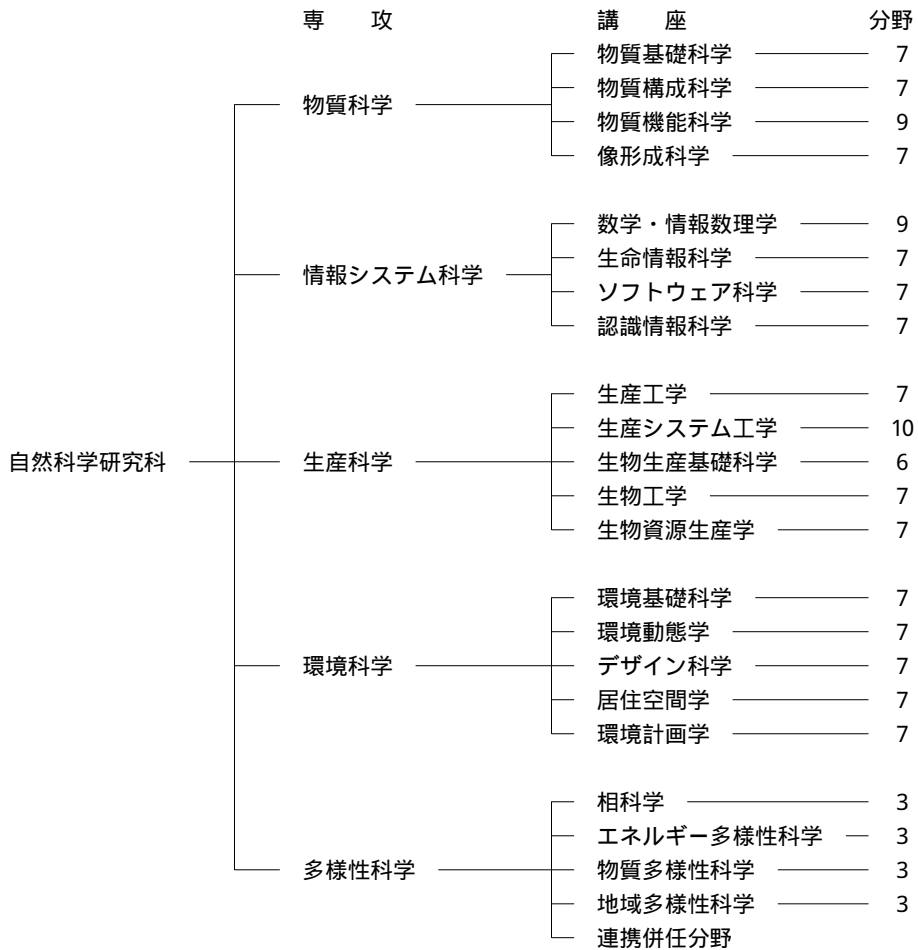 専 攻 講 座 分野
物質基礎科学 7
物質構成科学 7
物質科学
物質機能科学 9
像形成科学 7
数学・情報数理学 9
生命情報科学 7
情報システム科学
ソフトウェア科学 7
認識情報科学 7
生産工学 7
生産システム工学 10
自然科学研究科 生産科学 生物生産基礎科学 6
生物工学 7
生物資源生産学 7
環境基礎科学 7
環境動態学 7
環境科学 デザイン科学 7
居住空間学 7
環境計画学 7
相科学 3
エネルギー多様性科学 3
多様性科学 物質多様性科学 3
地域多様性科学 3
連携併任分野